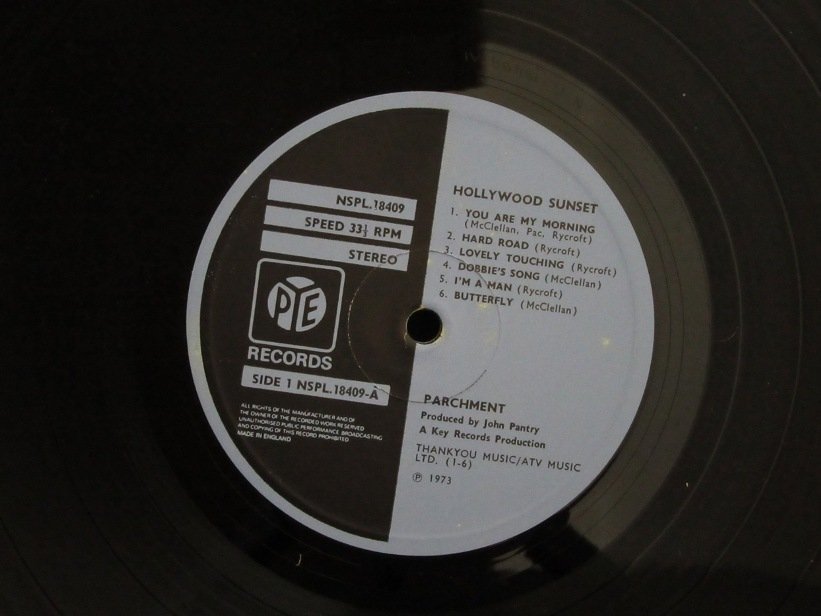 NSPL.18409
SPEED 33⅓ RPM
STEREO
PYE
RECORDS
SIDE 1 NSPL.18409-A
ALL RIGHTS OF THE MANUFACTURER AND OF
THE OWNER OF THE RECORDED WORK RESERVED
UNAUTHORISED PUBLIC PERFORMANCE BROADCASTING
AND COPYING OF THIS RECORD PROHIBITED
MADE IN ENGLAND
HOLLYWOOD SUNSET
1. YOU ARE MY MORNING
(McClellan, Pac, Rycroft)
2. HARD ROAD (Rycroft)
3. LOVELY TOUCHING (Rycroft)
4. DOBBIE'S SONG (McClellan)
5. I'M A MAN (Rycroft)
6. BUTTERFLY (McClellan)
PARCHMENT
Produced by John Pantry
A Key Records Production
THANKYOU MUSIC/ATV MUSIC
LTD. (1-6)
℗ 1973